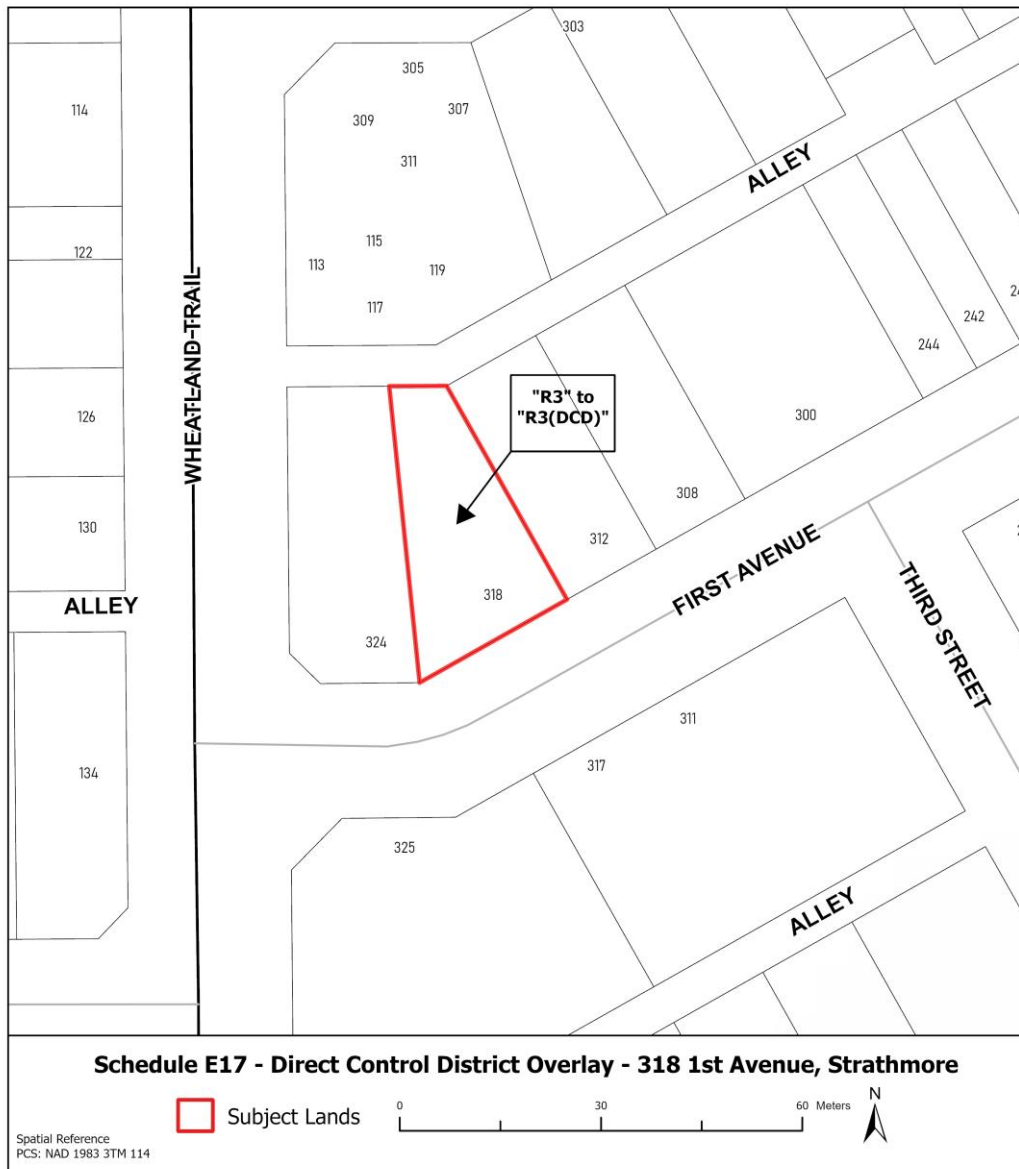 303
305
114
307
309
311
ALLEY
115
122
113
119
117
WHEATLAND TRAIL
242
244
"R3" to
"R3(DCD)"
126
300
308
130
312
FIRST AVENUE
318
ALLEY
THIRD STREET
324
311
317
134
325
ALLEY
Schedule E17 - Direct Control District Overlay - 318 1st Avenue, Strathmore
Subject Lands
0 30 60 Meters
N
Spatial Reference
PCS: NAD 1983 3TM 114